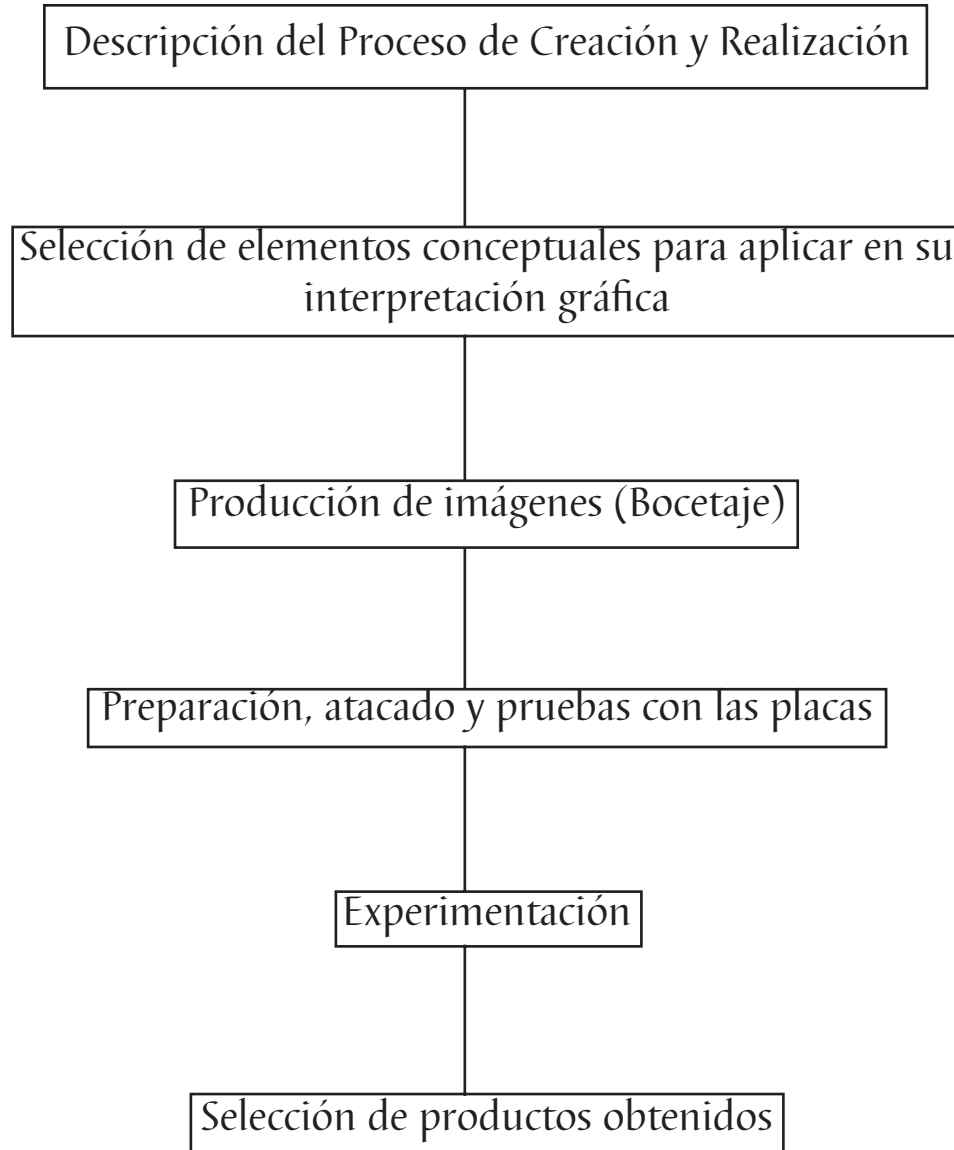 Descripción del Proceso de Creación y Realización
Selección de elementos conceptuales para aplicar en su
interpretación gráfica
Producción de imágenes (Bocetaje)
Preparación, atacado y pruebas con las placas
Experimentación
Selección de productos obtenidos